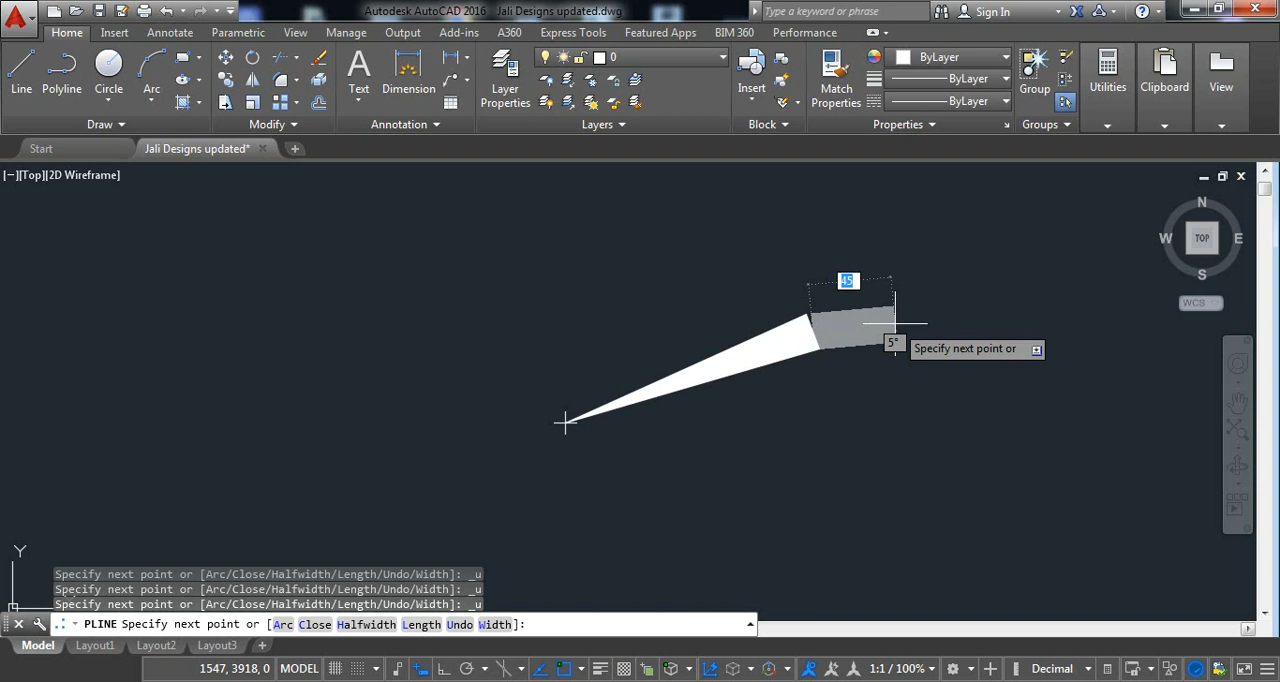 Autodesk AutoCAD 2016 Jali Designs updated.dwg
Type a keyword or phrase
Sign In
Home Insert Annotate Parametric View Manage Output Add-ins A360 Express Tools Featured Apps BIM 360 Performance
Line Polyline Circle Arc
Text Dimension
Layer Properties
0
Insert
Match Properties
ByLayer
ByLayer
ByLayer
Group
Utilities
Clipboard
View
Draw Modify Annotation Layers Block Properties Groups
Start Jali Designs updated*
[−][Top][2D Wireframe]
N
W TOP E
S
WCS
45
5°
Specify next point or
Y
Specify next point or [Arc/Close/Halfwidth/Length/Undo/Width]: _u
Specify next point or [Arc/Close/Halfwidth/Length/Undo/Width]: _u
Specify next point or [Arc/Close/Halfwidth/Length/Undo/Width]: _u
PLINE Specify next point or [Arc Close Halfwidth Length Undo Width]:
Model Layout1 Layout2 Layout3 +
1547, 3918, 0 MODEL 1:1 / 100% Decimal